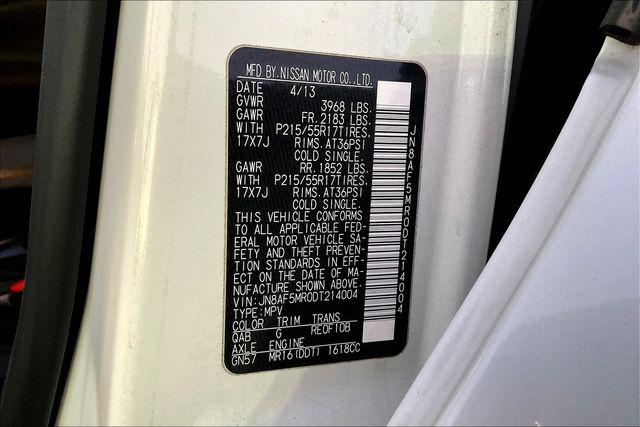 MFD BY.NISSAN MOTOR CO.,LTD.
DATE 4/13
GVWR 3968 LBS.
GAWR FR.2183 LBS.
WITH P215/55R17TIRES.
17X7J RIMS.AT36PSI
COLD SINGLE.
GAWR RR.1852 LBS.
WITH P215/55R17TIRES.
17X7J RIMS.AT36PSI
COLD SINGLE.
THIS VEHICLE CONFORMS
TO ALL APPLICABLE FED-
ERAL MOTOR VEHICLE SA-
FETY AND THEFT PREVEN-
TION STANDARDS IN EFF-
ECT ON THE DATE OF MA-
NUFACTURE SHOWN ABOVE.
VIN:JN8AF5MR0DT214004
TYPE:MPV
COLOR TRIM TRANS
QAB G RE0F10B
AXLE ENGINE
GN57 MR16(DDT) 1618CC
JN8AF5MR0DT214004